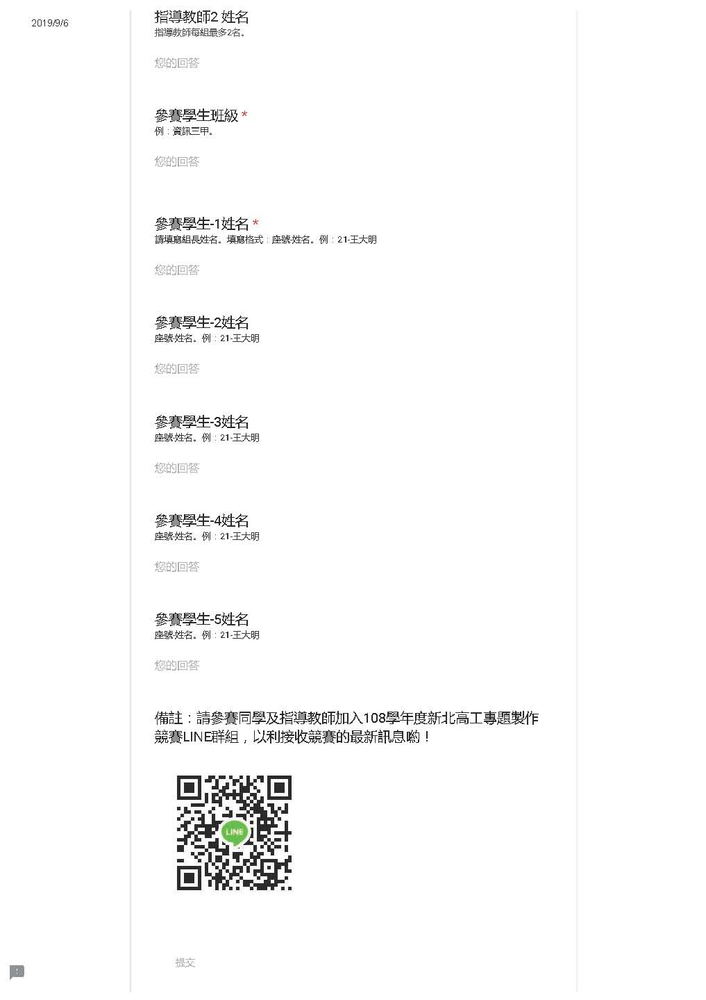 2019/9/6
指導教師2 姓名
指導教師每組最多2名。
您的回答
參賽學生班級 *
例：資訊三甲。
您的回答
參賽學生-1姓名 *
請填寫組長姓名。填寫格式：座號-姓名。例：21-王大明
您的回答
參賽學生-2姓名
座號-姓名。例：21-王大明
您的回答
參賽學生-3姓名
座號-姓名。例：21-王大明
您的回答
參賽學生-4姓名
座號-姓名。例：21-王大明
您的回答
參賽學生-5姓名
座號-姓名。例：21-王大明
您的回答
備註：請參賽同學及指導教師加入108學年度新北高工專題製作
競賽LINE群組，以利接收競賽的最新訊息喲！
LINE
提交